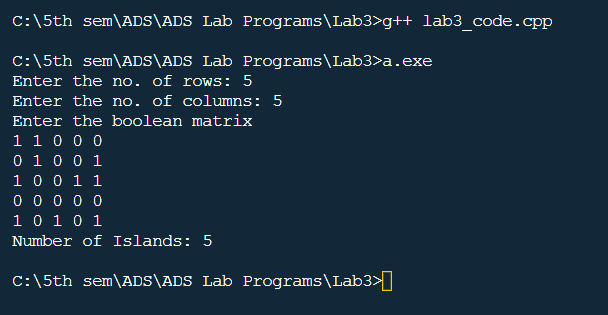 C:\5th sem\ADS\ADS Lab Programs\Lab3>g++ lab3_code.cpp
C:\5th sem\ADS\ADS Lab Programs\Lab3>a.exe
Enter the no. of rows: 5
Enter the no. of columns: 5
Enter the boolean matrix
1 1 0 0 0
0 1 0 0 1
1 0 0 1 1
0 0 0 0 0
1 0 1 0 1
Number of Islands: 5
C:\5th sem\ADS\ADS Lab Programs\Lab3>